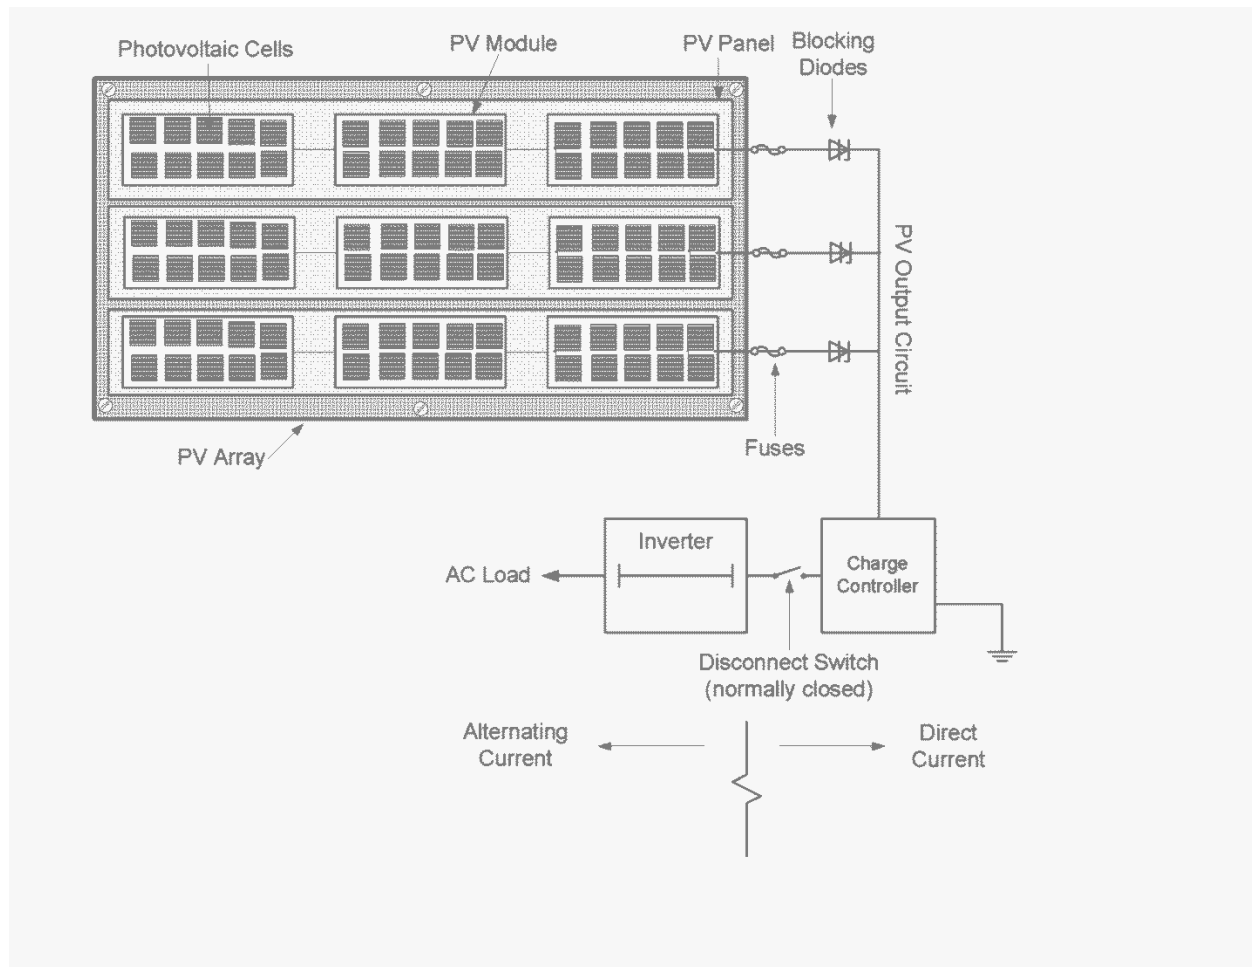 Photovoltaic Cells
PV Module
PV Panel
Blocking
Diodes
PV Output Circuit
PV Array
Fuses
Inverter
AC Load
Charge
Controller
Disconnect Switch
(normally closed)
Alternating
Current
Direct
Current